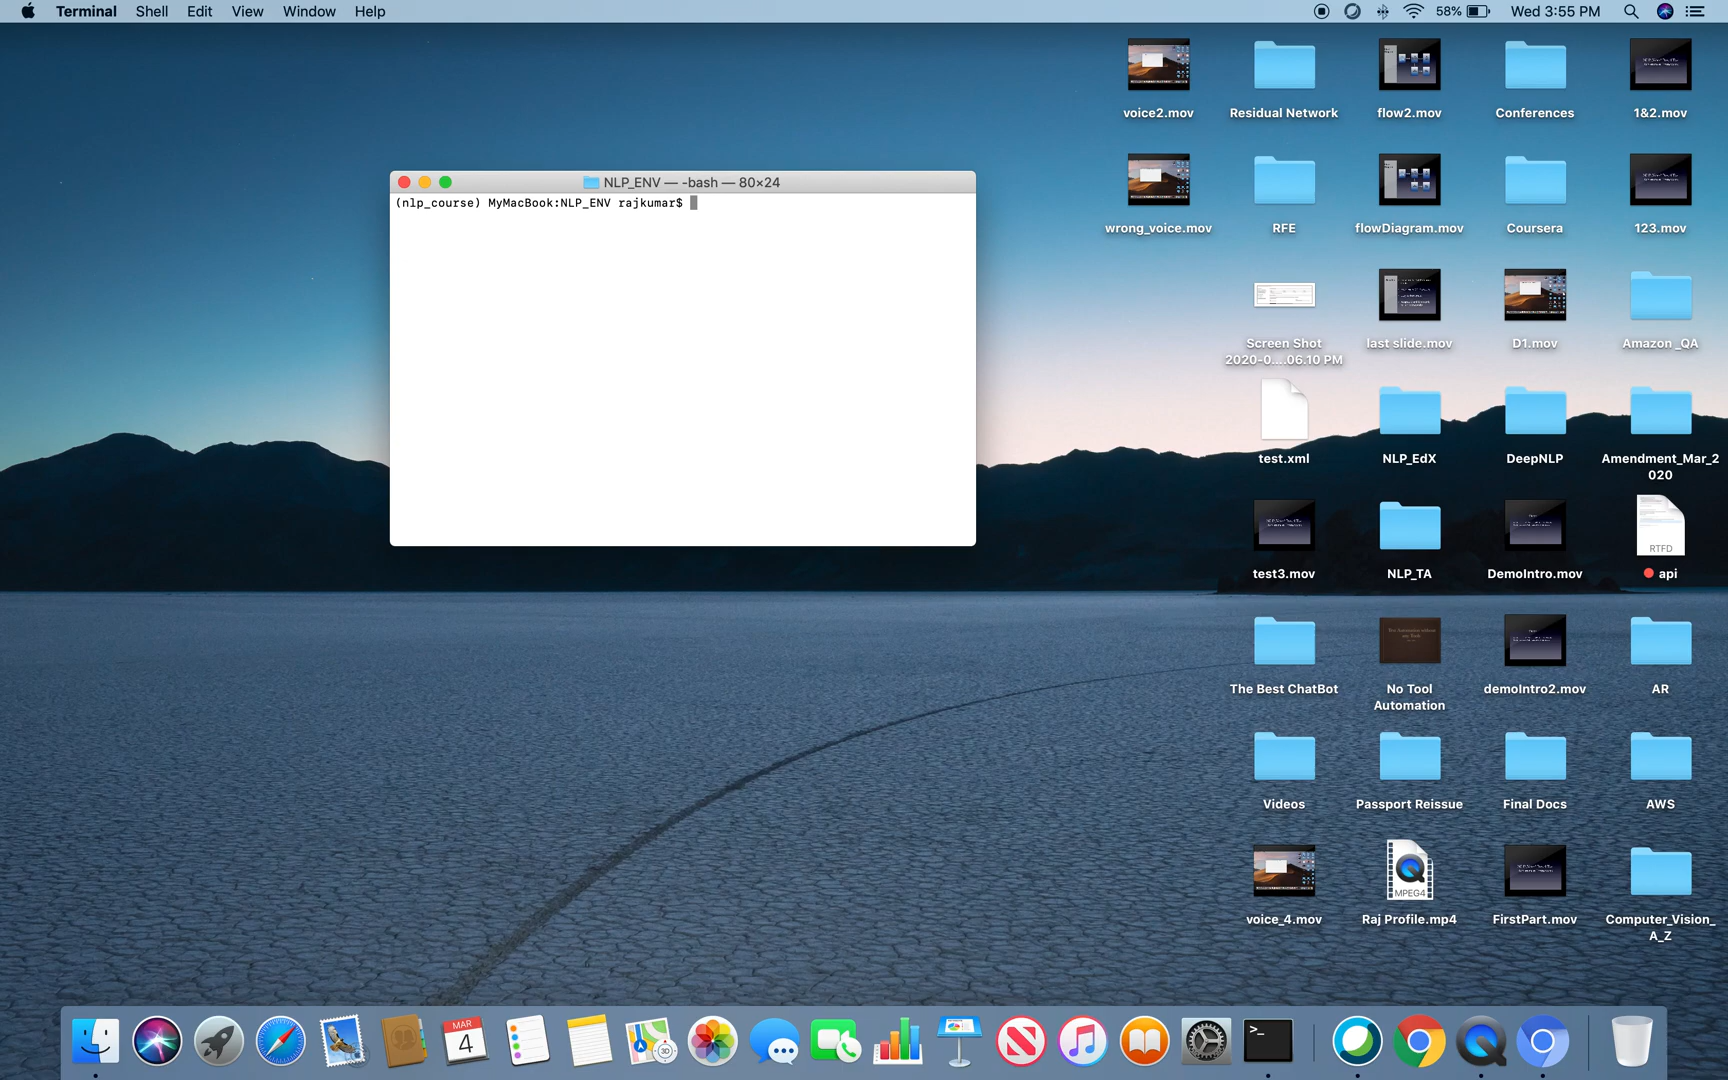 Terminal Shell Edit View Window Help 58% Wed 3:55 PM
NLP_ENV — -bash — 80×24
(nlp_course) MyMacBook:NLP_ENV rajkumar$
voice2.mov Residual Network flow2.mov Conferences 1&2.mov
wrong_voice.mov RFE flowDiagram.mov Coursera 123.mov
Screen Shot last slide.mov D1.mov Amazon _QA
2020-0....06.10 PM
test.xml NLP_EdX DeepNLP Amendment_Mar_2
020
RTFD
test3.mov NLP_TA DemoIntro.mov api
The Best ChatBot No Tool demoIntro2.mov AR
Automation
Videos Passport Reissue Final Docs AWS
MPEG4
voice_4.mov Raj Profile.mp4 FirstPart.mov Computer_Vision_
A_Z
MAR
4
3D
>_